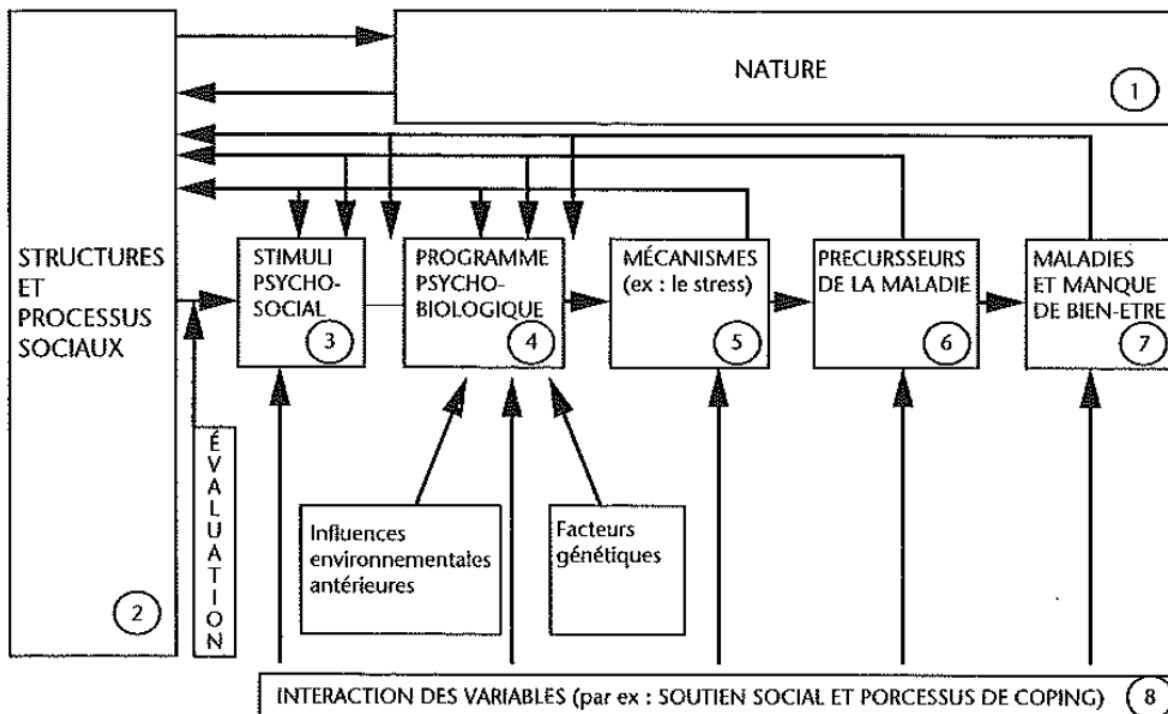 NATURE
1
STRUCTURES
ET
PROCESSUS
SOCIAUX
2
ÉVALUATION
STIMULI
PSYCHO-
SOCIAL
3
PROGRAMME
PSYCHO-
BIOLOGIQUE
4
MÉCANISMES
(ex : le stress)
5
PRECURSSEURS
DE LA MALADIE
6
MALADIES
ET MANQUE
DE BIEN-ETRE
7
Influences
environnementales
antérieures
Facteurs
génétiques
INTERACTION DES VARIABLES (par ex : SOUTIEN SOCIAL ET PORCESSUS DE COPING)
8